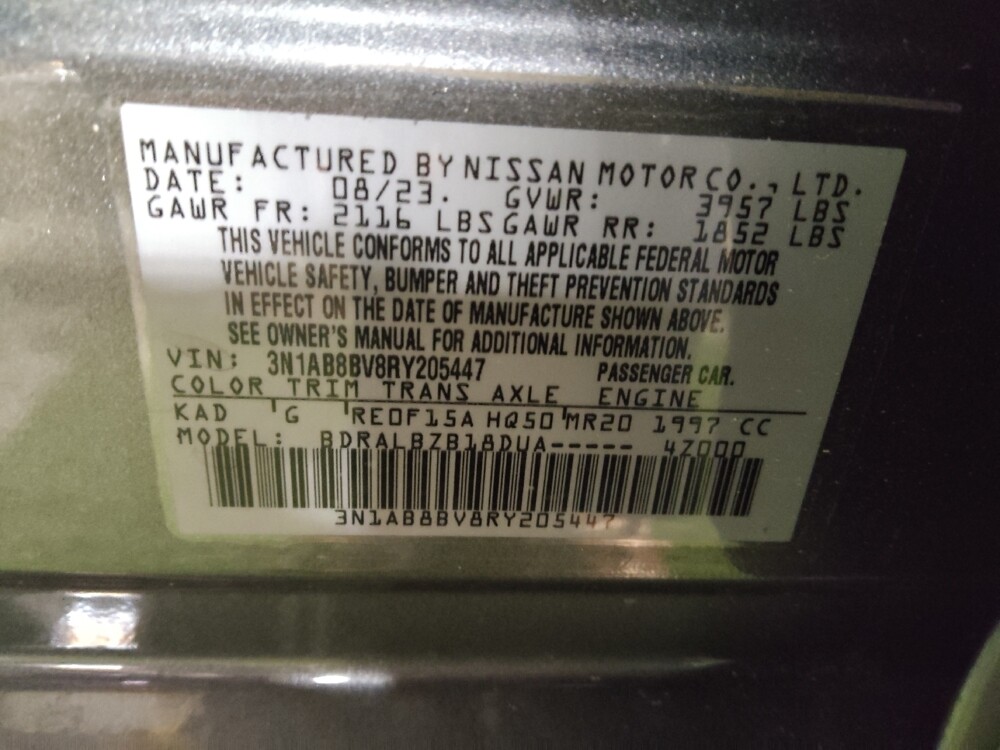 MANUFACTURED BY NISSAN MOTOR CO., LTD.
DATE: 08/23. GVWR: 3957 LBS
GAWR FR: 2116 LBS GAWR RR: 1852 LBS
THIS VEHICLE CONFORMS TO ALL APPLICABLE FEDERAL MOTOR
VEHICLE SAFETY, BUMPER AND THEFT PREVENTION STANDARDS
IN EFFECT ON THE DATE OF MANUFACTURE SHOWN ABOVE.
SEE OWNER'S MANUAL FOR ADDITIONAL INFORMATION.
VIN: 3N1AB8BV8RY205447 PASSENGER CAR.
COLOR TRIM TRANS AXLE ENGINE
KAD G RE0F15A HQ50 MR20 1997 CC
MODEL: BDRALBZB18DUA----- 4Z000
3N1AB8BV8RY205447